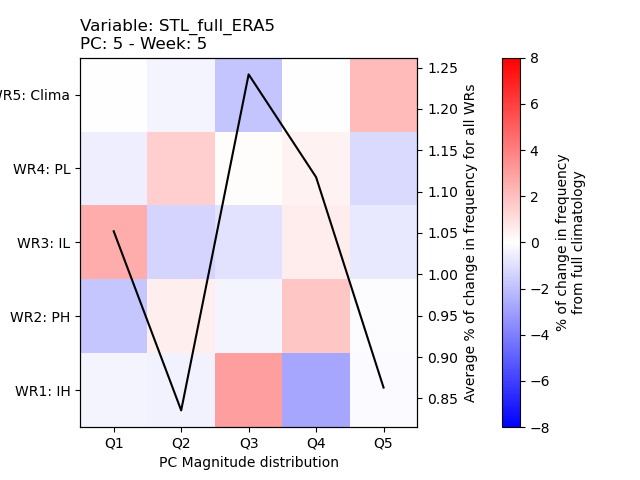 Variable: STL_full_ERA5
PC: 5 - Week: 5
WR5: Clima
WR4: PL
WR3: IL
WR2: PH
WR1: IH
Q1 Q2 Q3 Q4 Q5
PC Magnitude distribution
1.25
1.20
1.15
1.10
1.05
1.00
0.95
0.90
0.85
Average % of change in frequency for all WRs
8
6
4
2
0
−2
−4
−6
−8
% of change in frequency
from full climatology